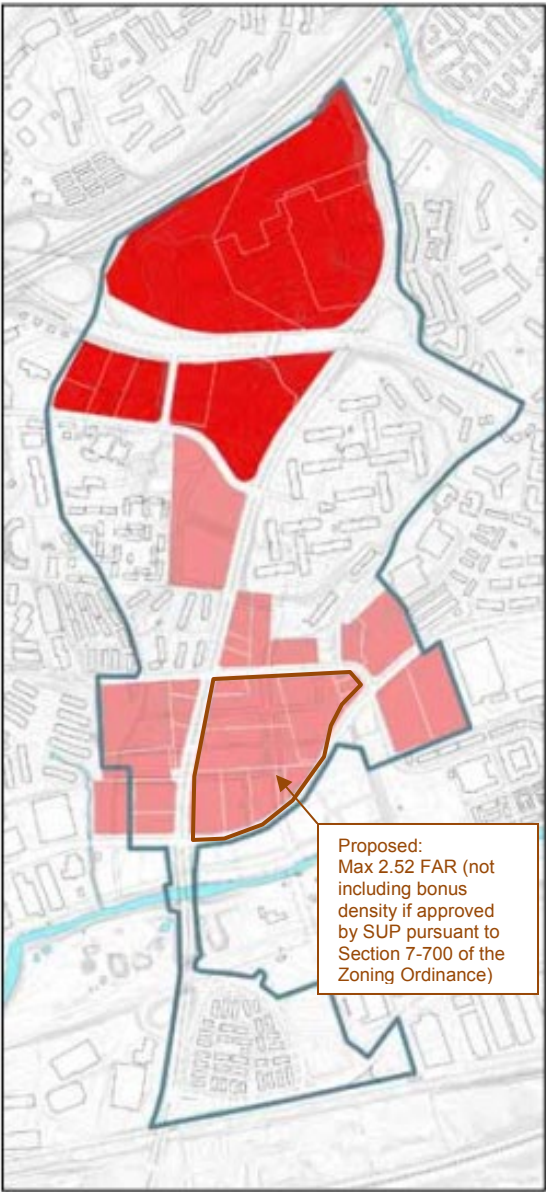 Proposed:
Max 2.52 FAR (not
including bonus
density if approved
by SUP pursuant to
Section 7-700 of the
Zoning Ordinance)